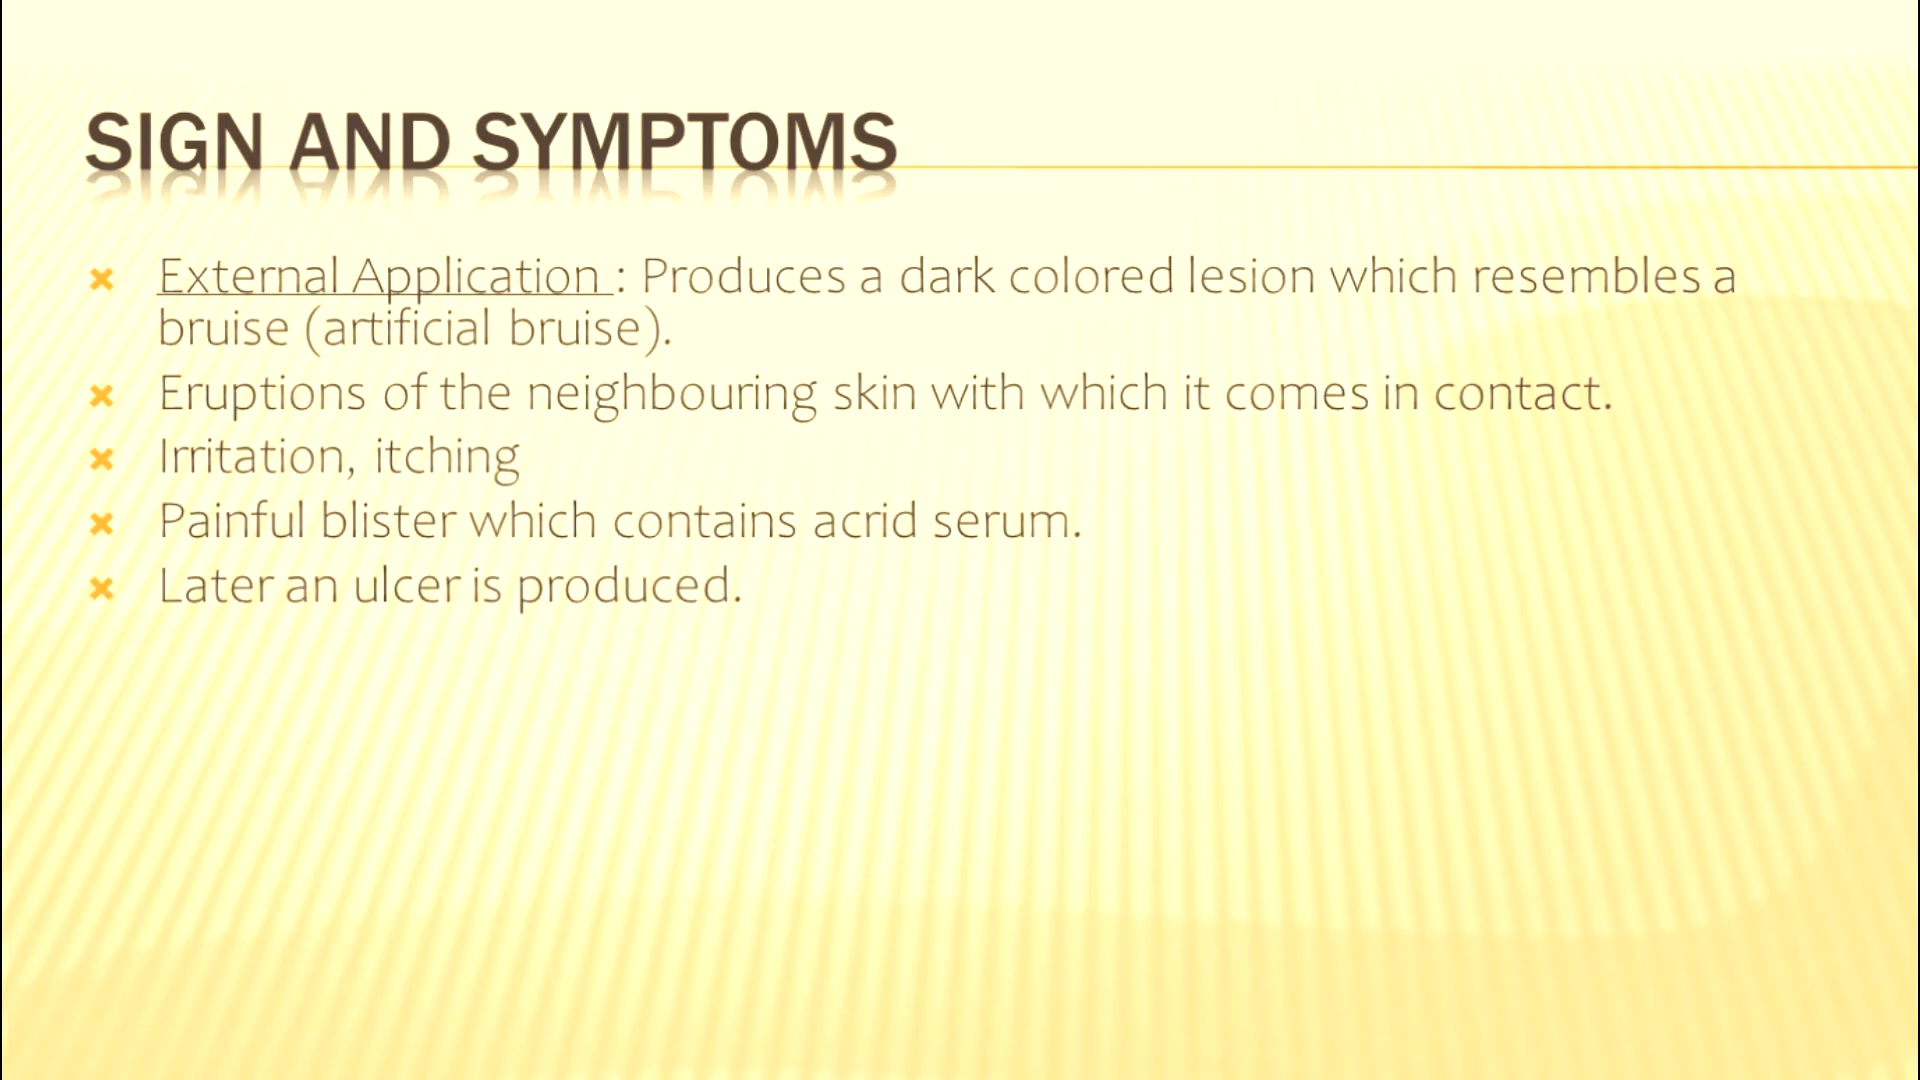 SIGN AND SYMPTOMS
External Application : Produces a dark colored lesion which resembles a
bruise (artificial bruise).
Eruptions of the neighbouring skin with which it comes in contact.
Irritation, itching
Painful blister which contains acrid serum.
Later an ulcer is produced.